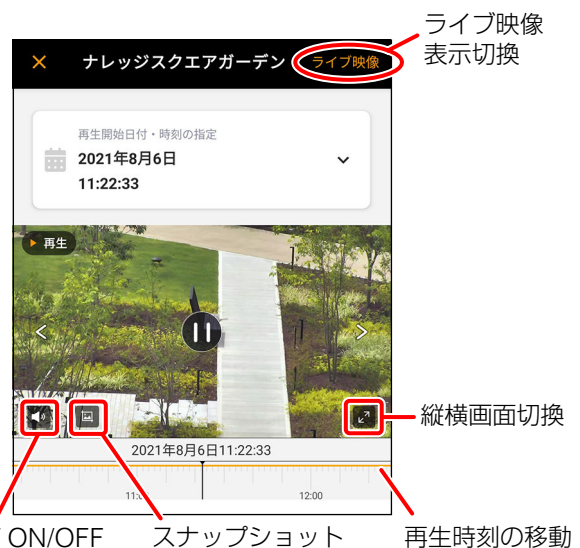 ライブ映像
表示切換
ナレッジスクエアガーデン ライブ映像
再生開始日付・時刻の指定
2021年8月6日
11:22:33
再生
縦横画面切換
2021年8月6日11:22:33
12:00
ON/OFF
スナップショット
再生時刻の移動